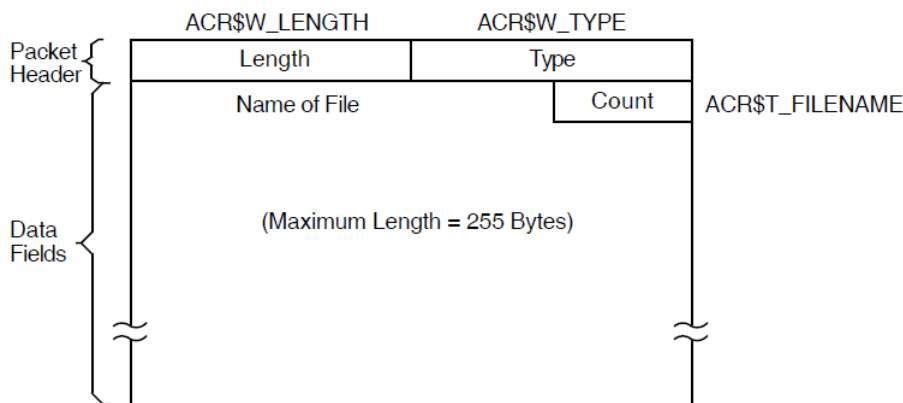 ACR$W_LENGTH ACR$W_TYPE
Packet
Header
Length Type
Name of File Count ACR$T_FILENAME
(Maximum Length = 255 Bytes)
Data
Fields